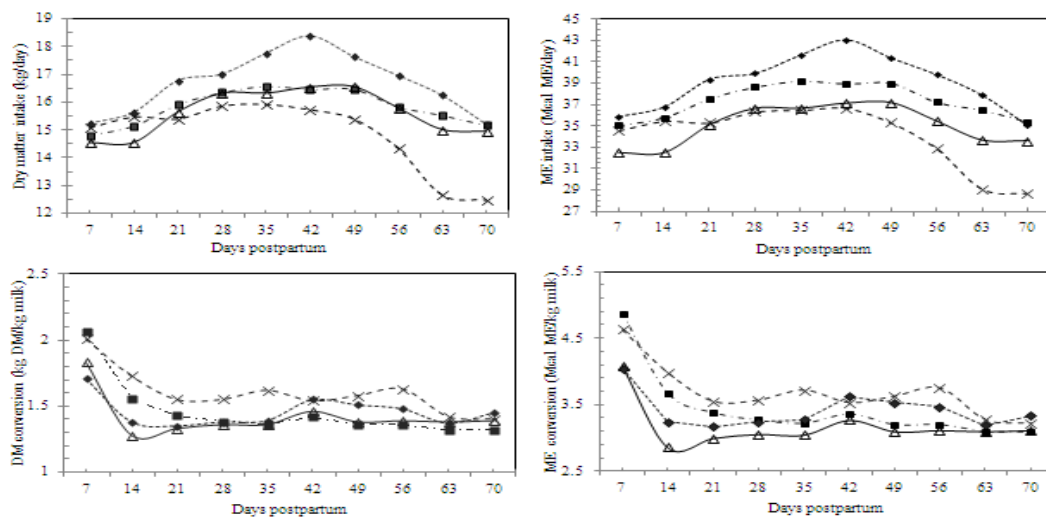 Dry matter intake (kg/day)
19
18
17
16
15
14
13
12
7 14 21 28 35 42 49 56 63 70
Days postpartum
ME intake (Mcal ME/day)
45
43
41
39
37
35
33
31
29
27
7 14 21 28 35 42 49 56 63 70
Days postpartum
DM conversion (kg DM/kg milk)
2.5
2
1.5
1
7 14 21 28 35 42 49 56 63 70
Days postpartum
ME conversion (Mcal ME/kg milk)
5.5
4.5
3.5
2.5
7 14 21 28 35 42 49 56 63 70
Days postpartum